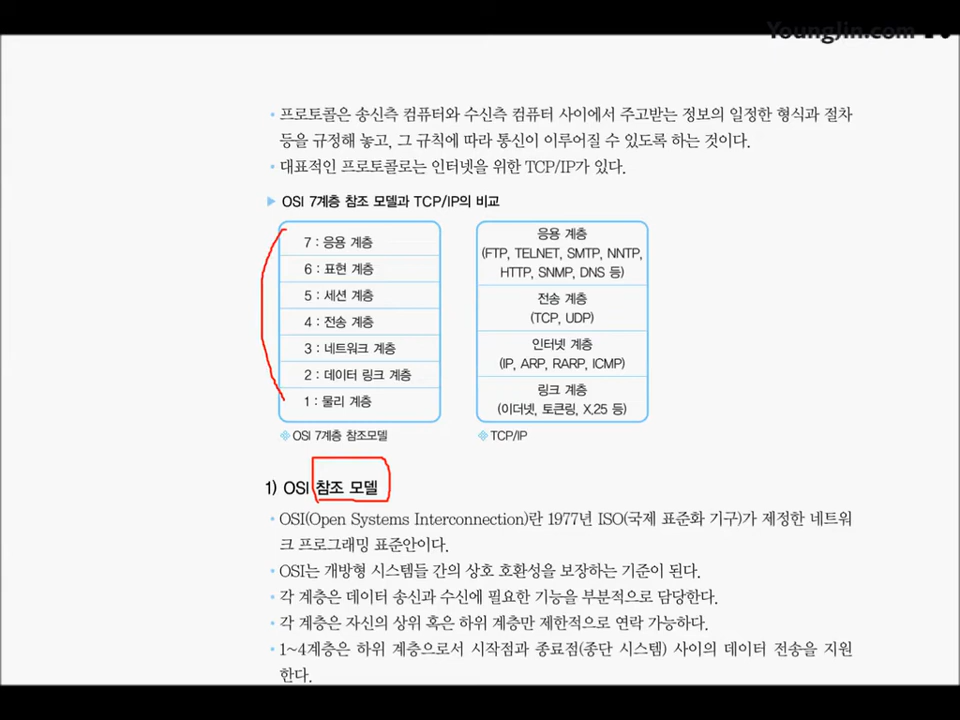 YoungJin.com
• 프로토콜은 송신측 컴퓨터와 수신측 컴퓨터 사이에서 주고받는 정보의 일정한 형식과 절차
등을 규정해 놓고, 그 규칙에 따라 통신이 이루어질 수 있도록 하는 것이다.
• 대표적인 프로토콜로는 인터넷을 위한 TCP/IP가 있다.
▶ OSI 7계층 참조 모델과 TCP/IP의 비교
7 : 응용 계층
6 : 표현 계층
5 : 세션 계층
4 : 전송 계층
3 : 네트워크 계층
2 : 데이터 링크 계층
1 : 물리 계층
※ OSI 7계층 참조모델
응용 계층
(FTP, TELNET, SMTP, NNTP,
HTTP, SNMP, DNS 등)
전송 계층
(TCP, UDP)
인터넷 계층
(IP, ARP, RARP, ICMP)
링크 계층
(이더넷, 토큰링, X.25 등)
※ TCP/IP
1) OSI 참조 모델
• OSI(Open Systems Interconnection)란 1977년 ISO(국제 표준화 기구)가 제정한 네트워
크 프로그래밍 표준안이다.
• OSI는 개방형 시스템들 간의 상호 호환성을 보장하는 기준이 된다.
• 각 계층은 데이터 송신과 수신에 필요한 기능을 부분적으로 담당한다.
• 각 계층은 자신의 상위 혹은 하위 계층만 제한적으로 연락 가능하다.
• 1~4계층은 하위 계층으로서 시작점과 종료점(종단 시스템) 사이의 데이터 전송을 지원
한다.